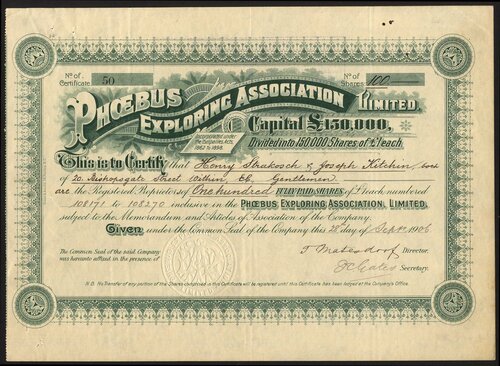 No. of Certificate 50
No. of Shares 100
PHŒBUS
EXPLORING ASSOCIATION
LIMITED.
Incorporated under the Companies Acts, 1862 to 1898.
Capital £150,000,
Divided into 150,000 Shares of £1 each.
This is to Certify that Henry Strakosch & Joseph Kitchin, both
of 20. Bishopsgate Street Within EC. Gentlemen
are the Registered Proprietors of One hundred FULLY PAID SHARES of £1 each numbered
108171 to 108270 inclusive in the PHŒBUS EXPLORING ASSOCIATION, LIMITED,
subject to the Memorandum and Articles of Association of the Company.
Given under the Common Seal of the Company this 28 day of Sept 1906
The Common Seal of the said Company
was hereunto affixed in the presence of
Director.
Secretary.
N.B. No Transfer of any portion of the Shares comprised in this Certificate will be registered until this Certificate has been lodged at the Company's Office.